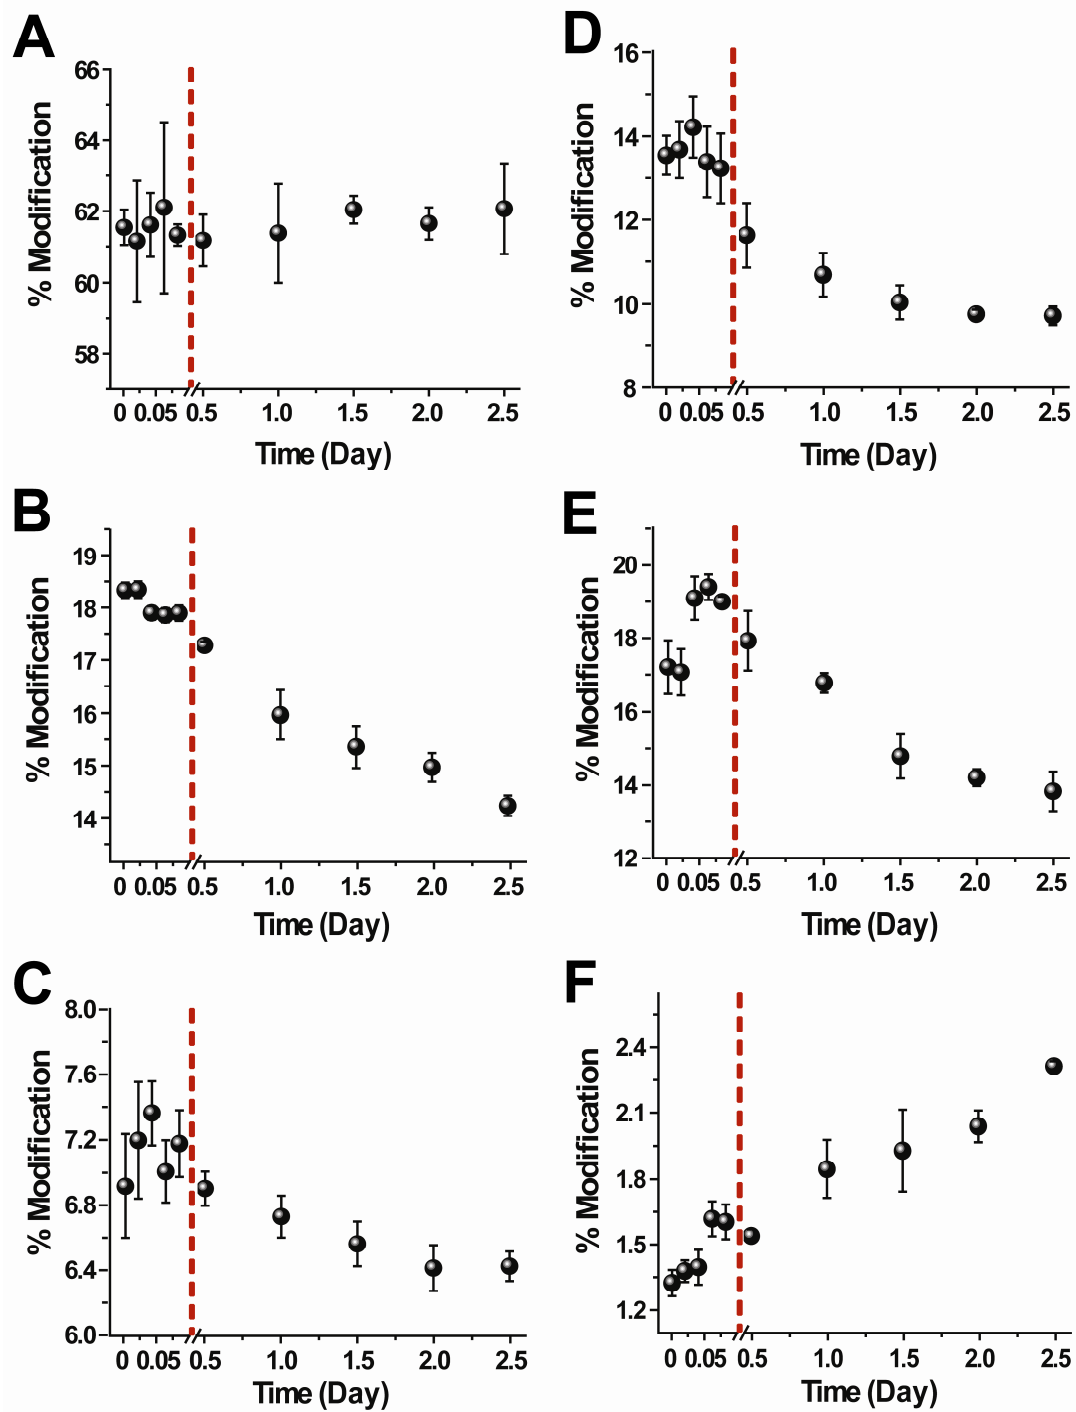 A
% Modification
66
64
62
60
58
0 0.05 0.5 1.0 1.5 2.0 2.5
Time (Day)
D
% Modification
16
14
12
10
8
0 0.05 0.5 1.0 1.5 2.0 2.5
Time (Day)
B
% Modification
19
18
17
16
15
14
0 0.05 0.5 1.0 1.5 2.0 2.5
Time (Day)
E
% Modification
20
18
16
14
12
0 0.05 0.5 1.0 1.5 2.0 2.5
Time (Day)
C
% Modification
8.0
7.6
7.2
6.8
6.4
6.0
0 0.05 0.5 1.0 1.5 2.0 2.5
Time (Day)
F
% Modification
2.4
2.1
1.8
1.5
1.2
0 0.05 0.5 1.0 1.5 2.0 2.5
Time (Day)